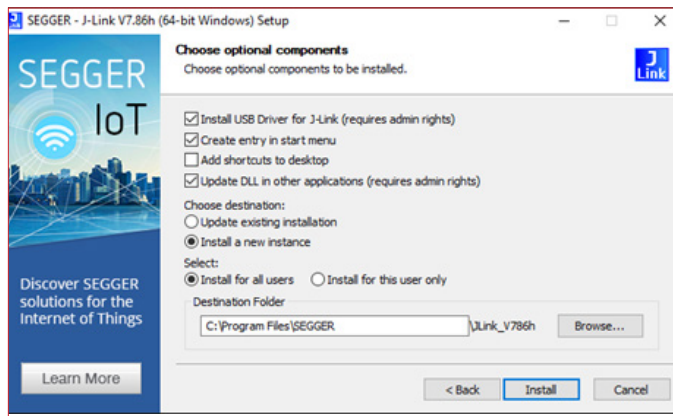 SEGGER - J-Link V7.86h (64-bit Windows) Setup
Choose optional components
Choose optional components to be installed.
J
Link
SEGGER
IoT
Install USB Driver for J-Link (requires admin rights)
Create entry in start menu
Add shortcuts to desktop
Update DLL in other applications (requires admin rights)
Choose destination:
Update existing installation
Install a new instance
Select:
Install for all users Install for this user only
Destination Folder
C:\Program Files\SEGGER \JLink_V786h Browse...
Discover SEGGER
solutions for the
Internet of Things
Learn More
< Back Install Cancel